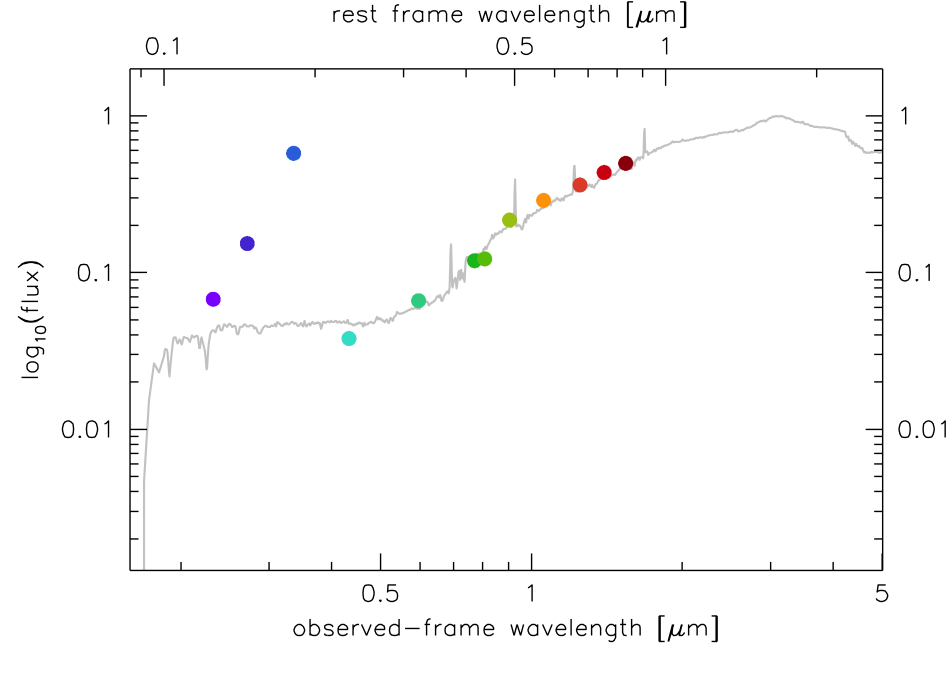 rest frame wavelength [μm]
0.1 0.5 1
1 1
0.1 0.1
0.01 0.01
log10(flux)
0.5 1 5
observed−frame wavelength [μm]